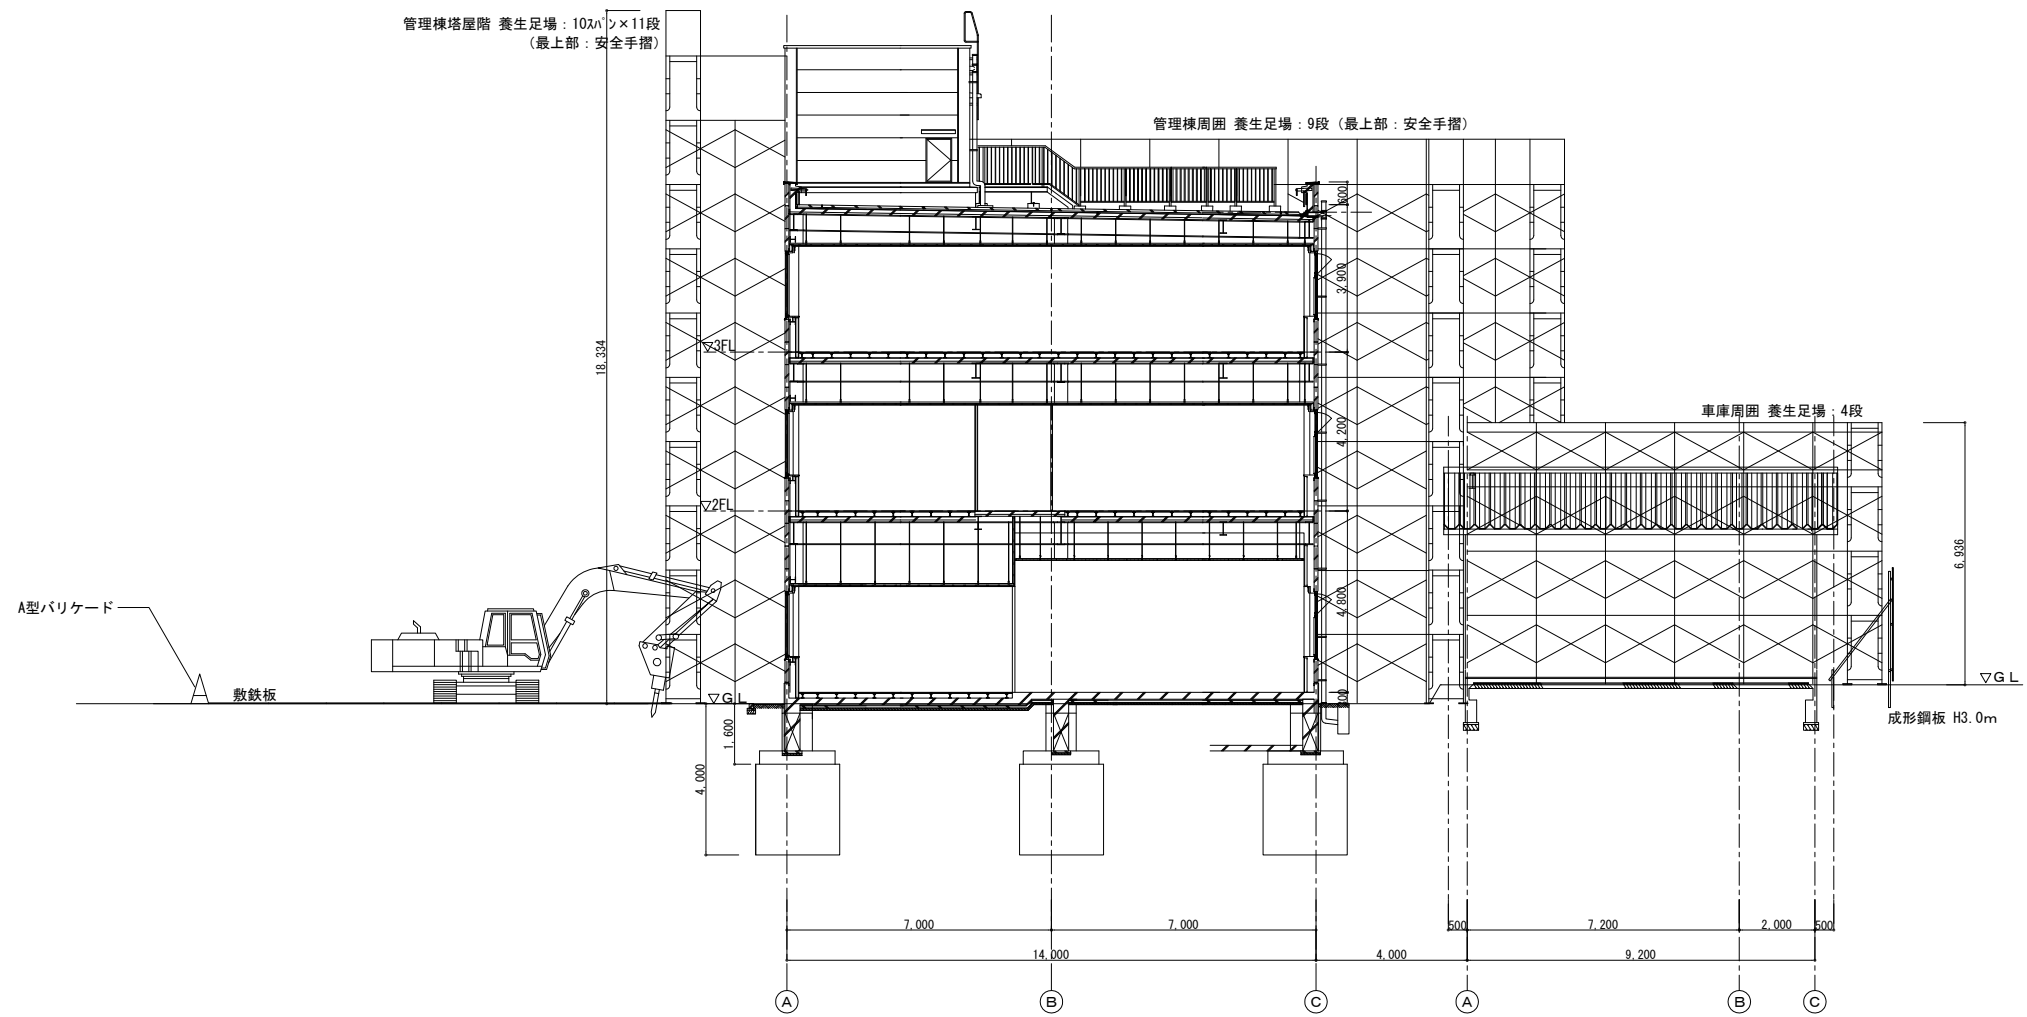 管理棟塔屋階 養生足場：10ｽﾊﾟﾝ×11段
（最上部：安全手摺）
管理棟周囲 養生足場：9段（最上部：安全手摺）
600
3,900
18,334
▽3FL
車庫周囲 養生足場：4段
4,200
▽2FL
6,936
A型バリケード
4,800
敷鉄板
▽GL
▽GL
成形鋼板 H3.0m
1,600
4,000
7,000
7,000
500
7,200
2,000
500
14,000
4,000
9,200
A
B
C
A
B
C